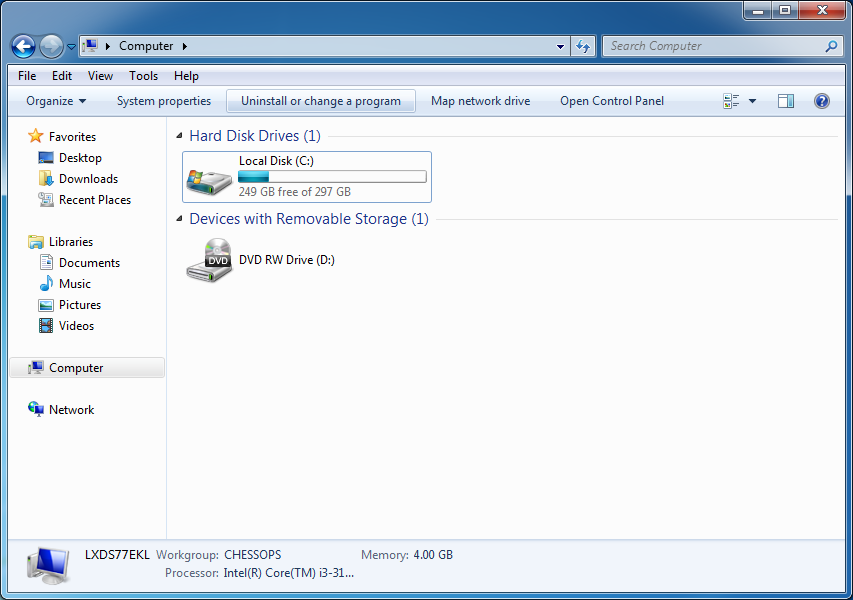 Computer
Search Computer
File Edit View Tools Help
Organize System properties Uninstall or change a program Map network drive Open Control Panel
Favorites
Desktop
Downloads
Recent Places
Libraries
Documents
Music
Pictures
Videos
Computer
Network
Hard Disk Drives (1)
Local Disk (C:)
249 GB free of 297 GB
Devices with Removable Storage (1)
DVD
DVD RW Drive (D:)
LXDS77EKL Workgroup: CHESSOPS Memory: 4.00 GB
Processor: Intel(R) Core(TM) i3-31...